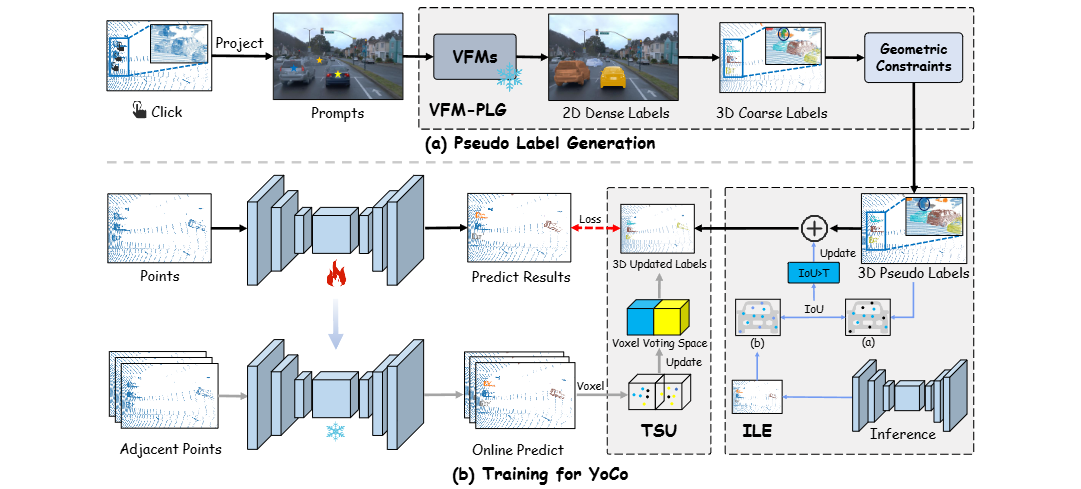 Project
VFMs
Geometric
Constraints
Click
Prompts
VFM-PLG
2D Dense Labels
3D Coarse Labels
(a) Pseudo Label Generation
Loss
Update
Points
Predict Results
3D Updated Labels
IoU>T
3D Pseudo Labels
IoU
Voxel Voting Space
(b)
(a)
Update
Voxel
Adjacent Points
Online Predict
TSU
ILE
Inference
(b) Training for YoCo